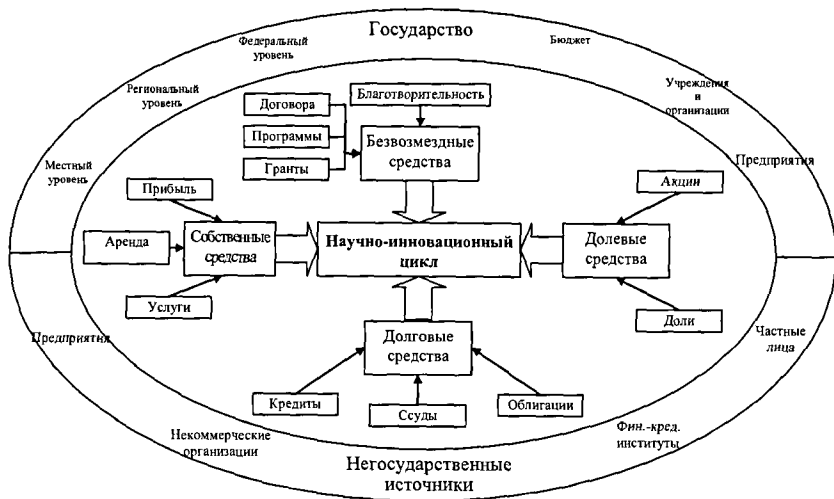 Государство
Федеральный
уровень
Бюджет
Региональный
уровень
Учреждения
и
организации
Местный
уровень
Предприятия
Благотворительность
Договора
Программы
Гранты
Безвозмездные
средства
Прибыль
Аренда
Услуги
Собственные
средства
Научно-инновационный
цикл
Акции
Долевые
средства
Доли
Долговые
средства
Кредиты
Ссуды
Облигации
Предприятия
Частные
лица
Некоммерческие
организации
Фин.-кред.
институты
Негосударственные
источники